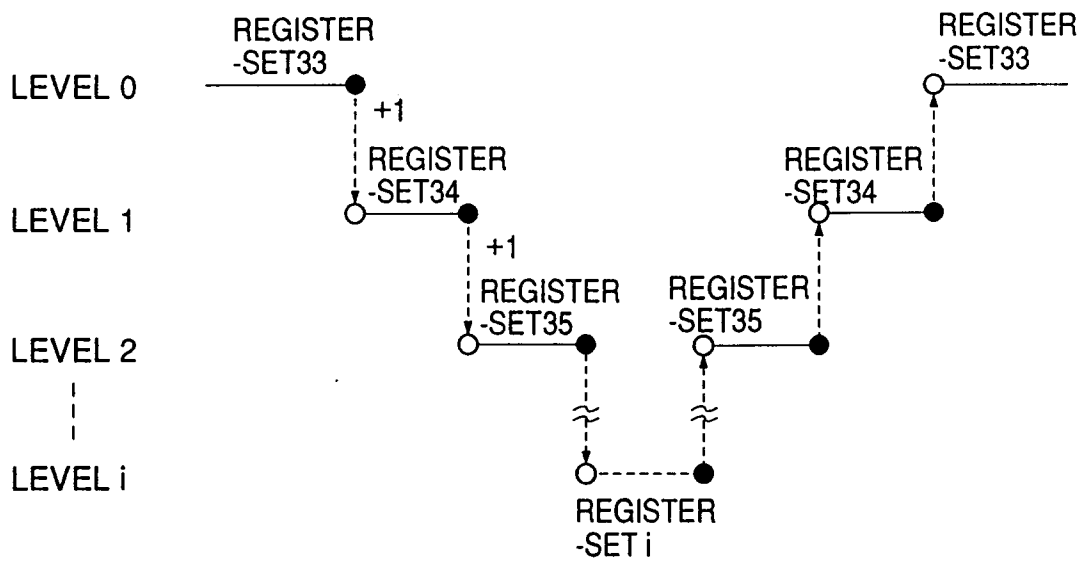 REGISTER
-SET33
REGISTER
-SET33
LEVEL 0
+1
REGISTER
-SET34
REGISTER
-SET34
LEVEL 1
+1
REGISTER
-SET35
REGISTER
-SET35
LEVEL 2
LEVEL i
REGISTER
-SET i